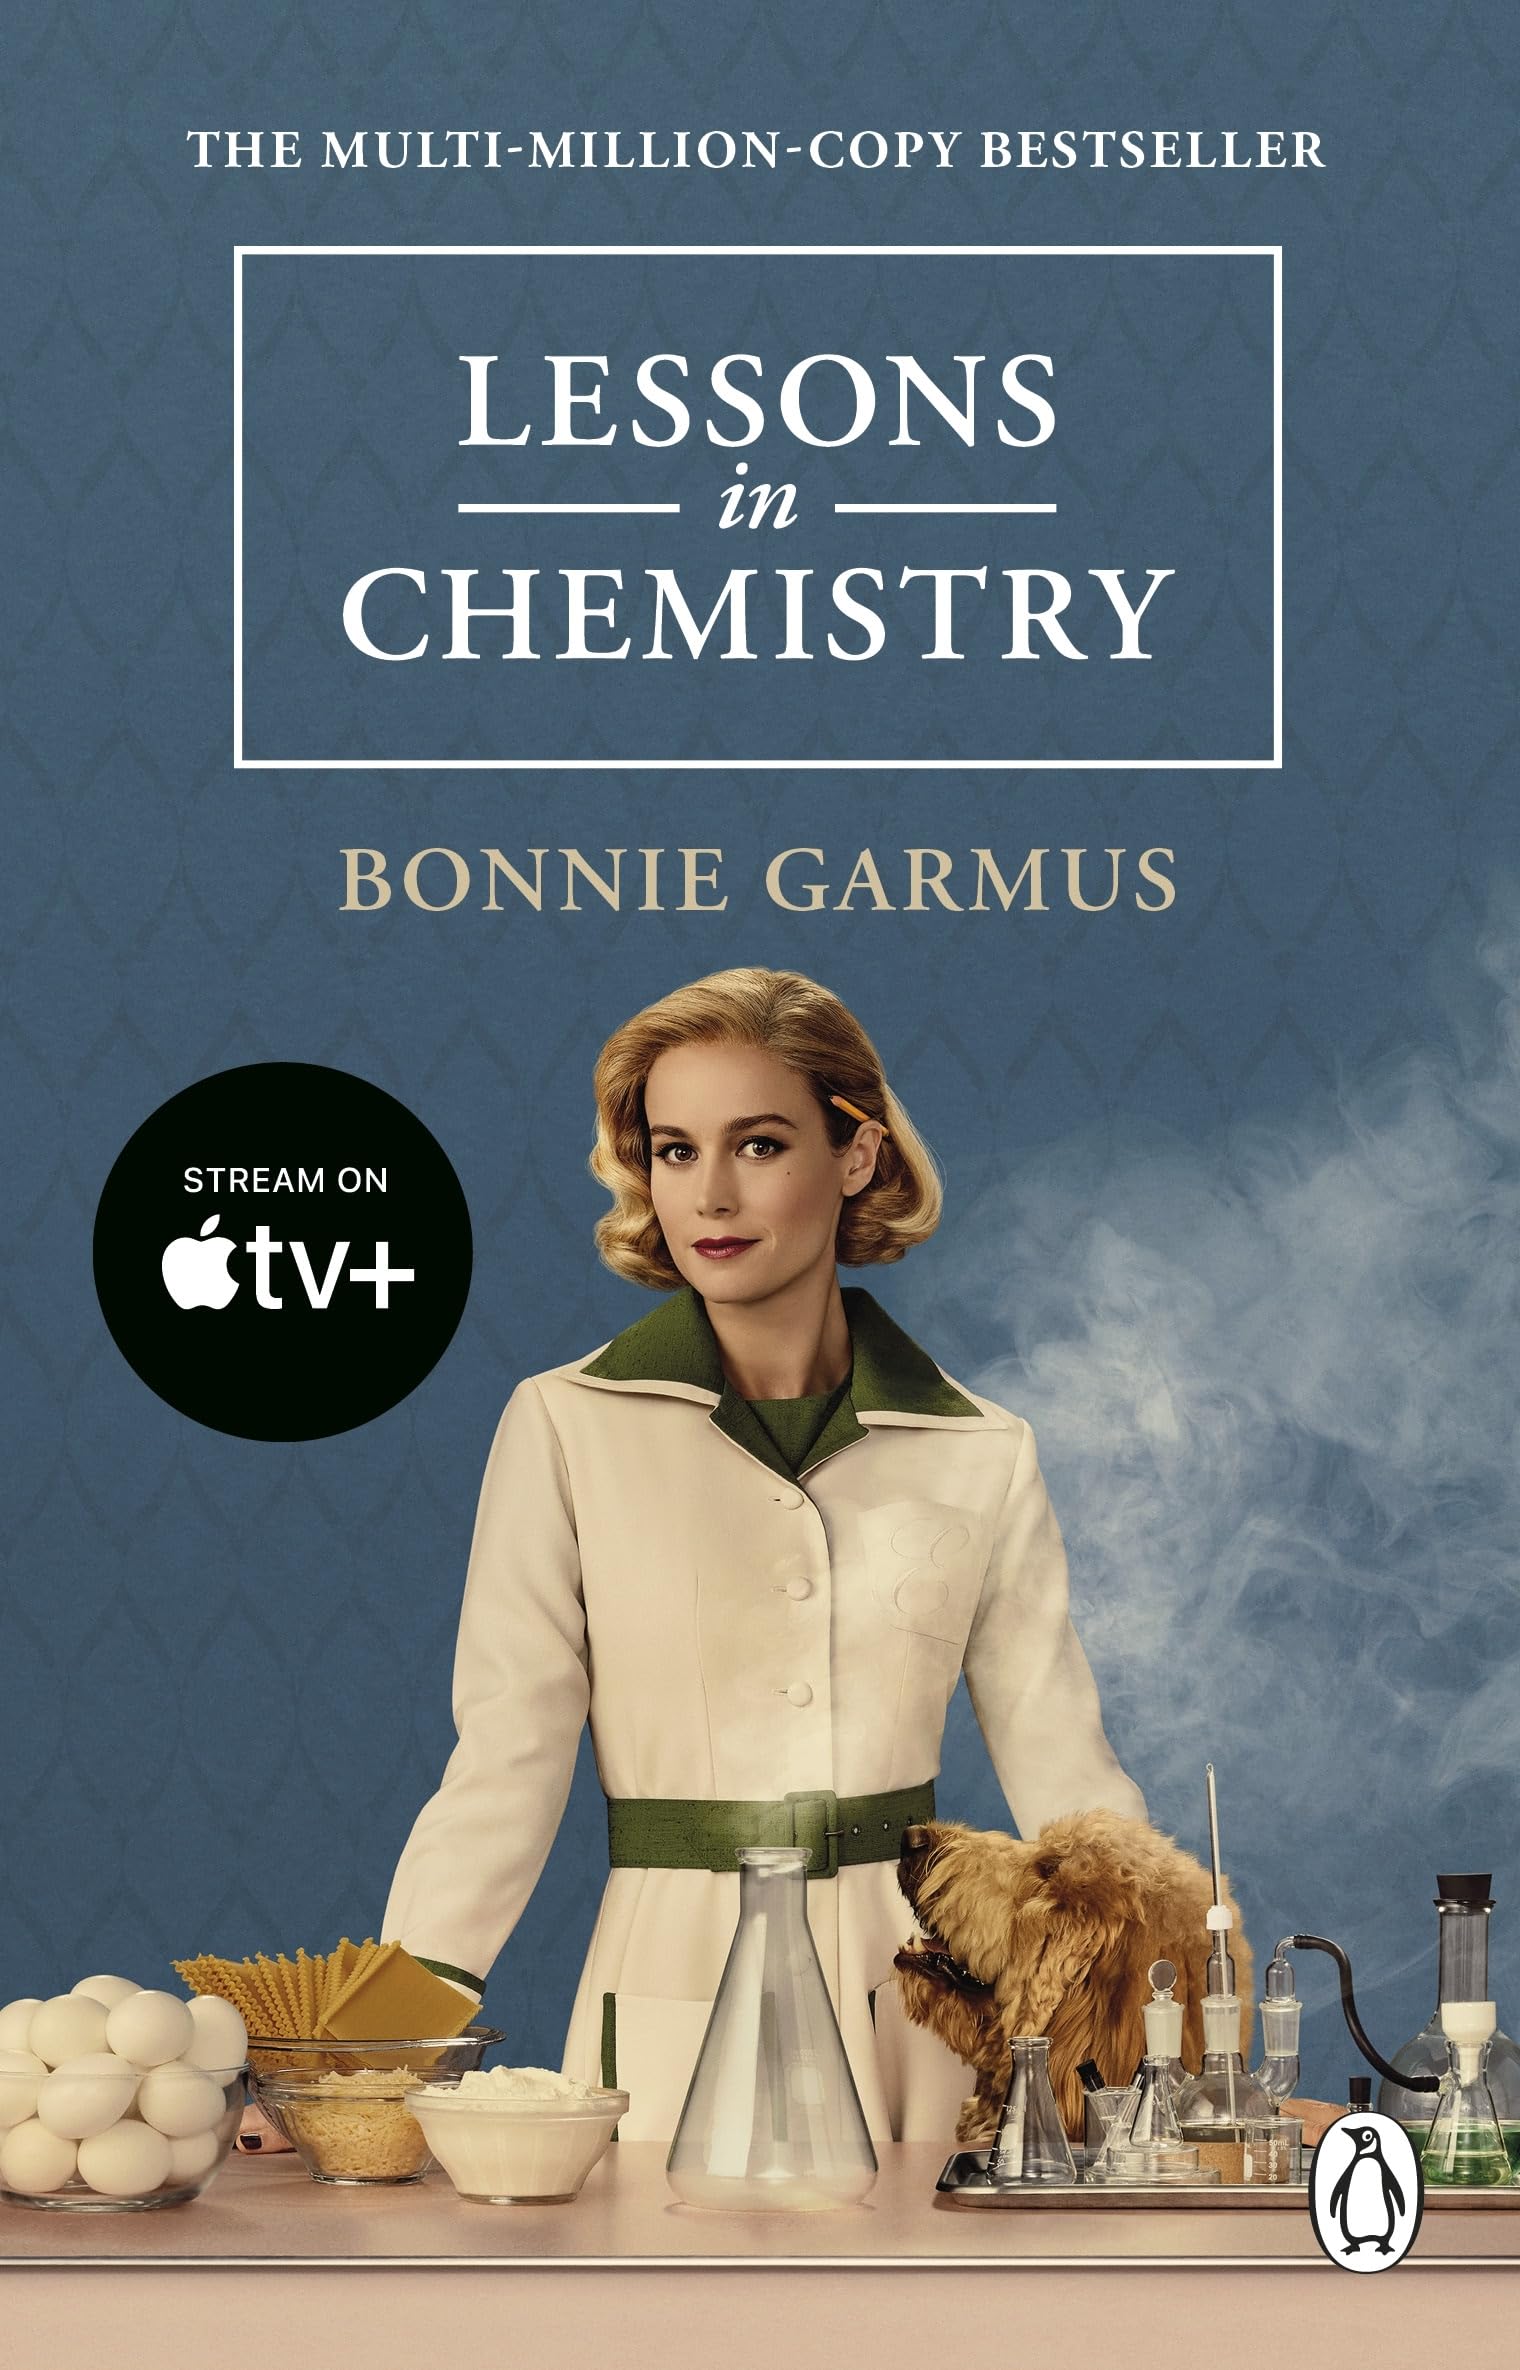 THE MULTI-MILLION-COPY BESTSELLER
LESSONS
in
CHEMISTRY
BONNIE GARMUS
STREAM ON
tv+
E